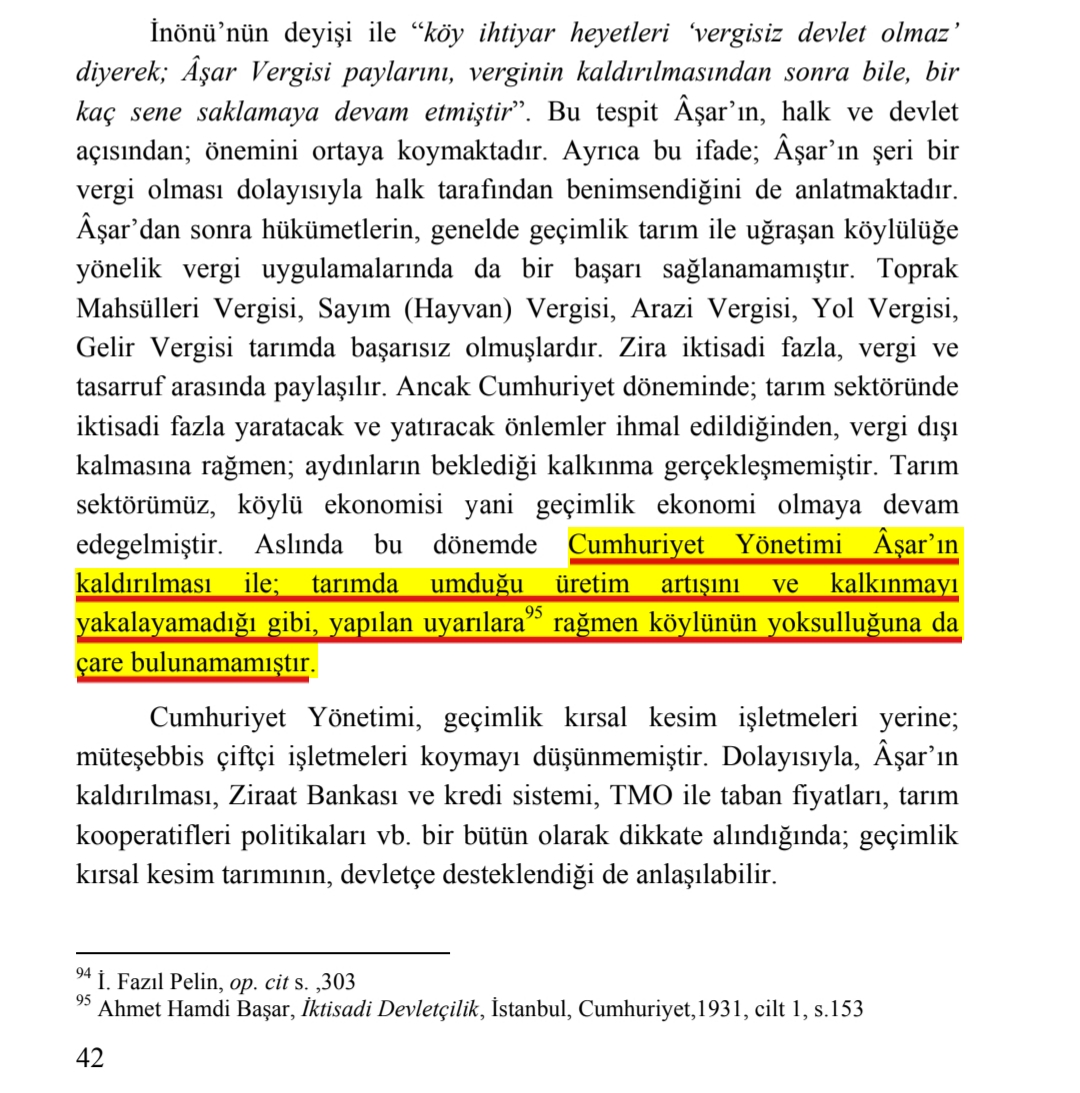 İnönü’nün deyişi ile “köy ihtiyar heyetleri ‘vergisiz devlet olmaz’
diyerek; Âşar Vergisi paylarını, verginin kaldırılmasından sonra bile, bir
kaç sene saklamaya devam etmiştir”. Bu tespit Âşar’ın, halk ve devlet
açısından; önemini ortaya koymaktadır. Ayrıca bu ifade; Âşar’ın şeri bir
vergi olması dolayısıyla halk tarafından benimsendiğini de anlatmaktadır.
Âşar’dan sonra hükümetlerin, genelde geçimlik tarım ile uğraşan köylülüğe
yönelik vergi uygulamalarında da bir başarı sağlanamamıştır. Toprak
Mahsülleri Vergisi, Sayım (Hayvan) Vergisi, Arazi Vergisi, Yol Vergisi,
Gelir Vergisi tarımda başarısız olmuşlardır. Zira iktisadi fazla, vergi ve
tasarruf arasında paylaşılır. Ancak Cumhuriyet döneminde; tarım sektöründe
iktisadi fazla yaratacak ve yatıracak önlemler ihmal edildiğinden, vergi dışı
kalmasına rağmen; aydınların beklediği kalkınma gerçekleşmemiştir. Tarım
sektörümüz, köylü ekonomisi yani geçimlik ekonomi olmaya devam
edegelmiştir. Aslında bu dönemde Cumhuriyet Yönetimi Âşar’ın
kaldırılması ile; tarımda umduğu üretim artışını ve kalkınmayı
yakalayamadığı gibi, yapılan uyarılara95 rağmen köylünün yoksulluğuna da
çare bulunamamıştır.
Cumhuriyet Yönetimi, geçimlik kırsal kesim işletmeleri yerine;
müteşebbis çiftçi işletmeleri koymayı düşünmemiştir. Dolayısıyla, Âşar’ın
kaldırılması, Ziraat Bankası ve kredi sistemi, TMO ile taban fiyatları, tarım
kooperatifleri politikaları vb. bir bütün olarak dikkate alındığında; geçimlik
kırsal kesim tarımının, devletçe desteklendiği de anlaşılabilir.
94 İ. Fazıl Pelin, op. cit s. ,303
95 Ahmet Hamdi Başar, İktisadi Devletçilik, İstanbul, Cumhuriyet,1931, cilt 1, s.153
42